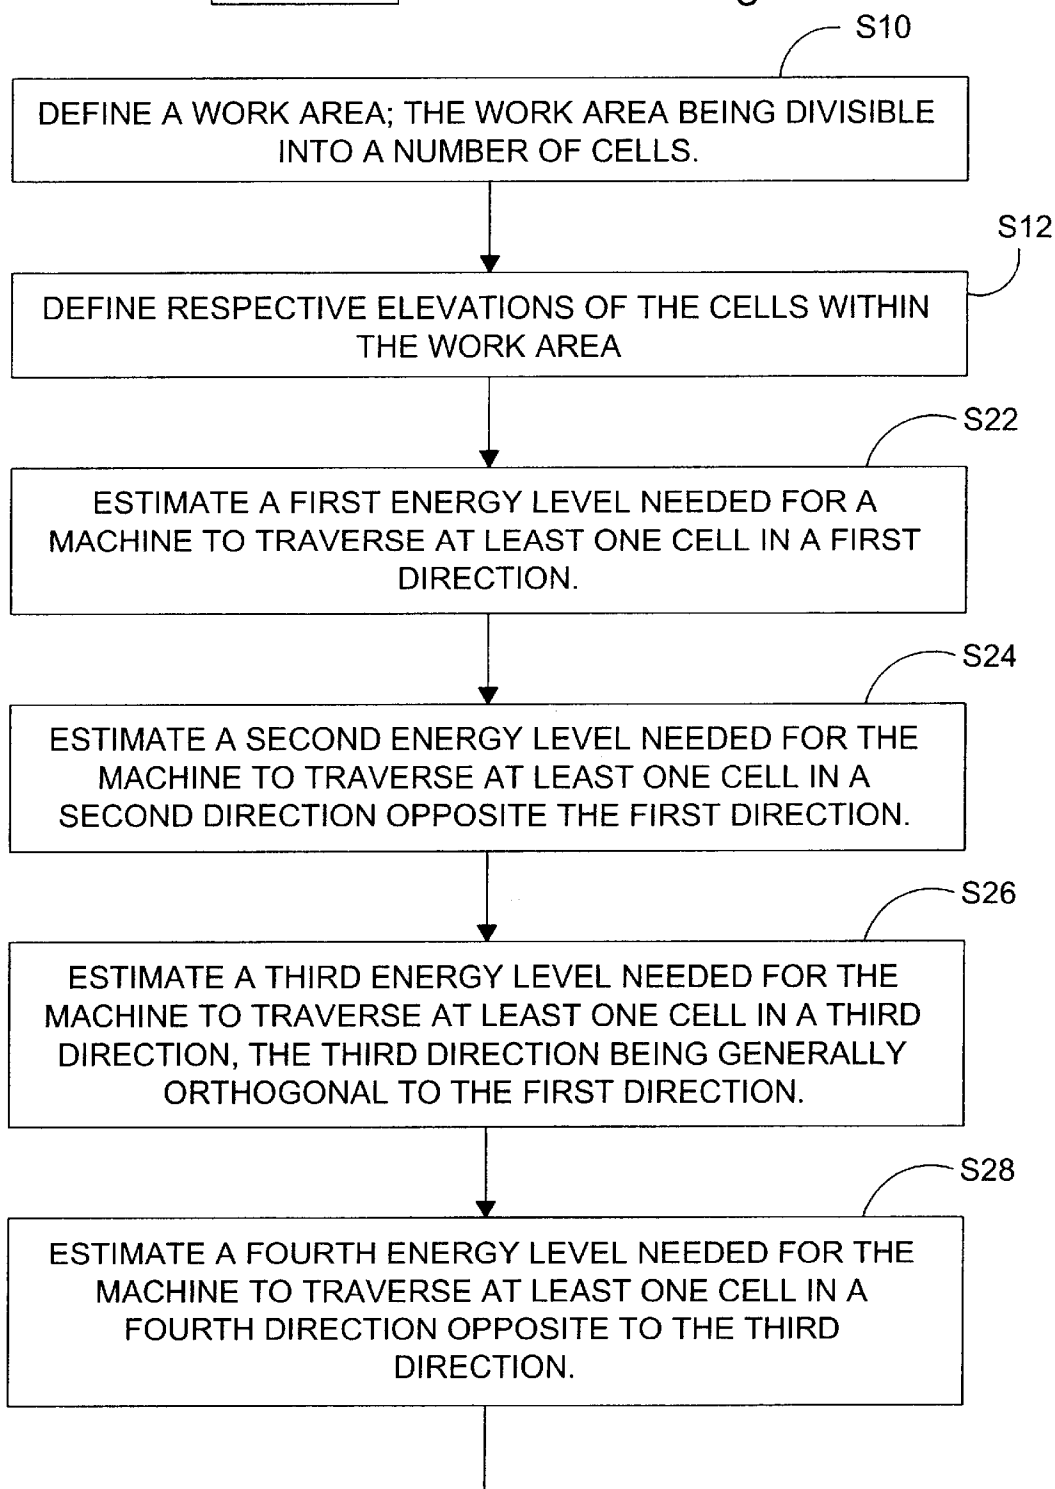 S10
DEFINE A WORK AREA; THE WORK AREA BEING DIVISIBLE
INTO A NUMBER OF CELLS.
S12
DEFINE RESPECTIVE ELEVATIONS OF THE CELLS WITHIN
THE WORK AREA
S22
ESTIMATE A FIRST ENERGY LEVEL NEEDED FOR A
MACHINE TO TRAVERSE AT LEAST ONE CELL IN A FIRST
DIRECTION.
S24
ESTIMATE A SECOND ENERGY LEVEL NEEDED FOR THE
MACHINE TO TRAVERSE AT LEAST ONE CELL IN A
SECOND DIRECTION OPPOSITE THE FIRST DIRECTION.
S26
ESTIMATE A THIRD ENERGY LEVEL NEEDED FOR THE
MACHINE TO TRAVERSE AT LEAST ONE CELL IN A THIRD
DIRECTION, THE THIRD DIRECTION BEING GENERALLY
ORTHOGONAL TO THE FIRST DIRECTION.
S28
ESTIMATE A FOURTH ENERGY LEVEL NEEDED FOR THE
MACHINE TO TRAVERSE AT LEAST ONE CELL IN A
FOURTH DIRECTION OPPOSITE TO THE THIRD
DIRECTION.